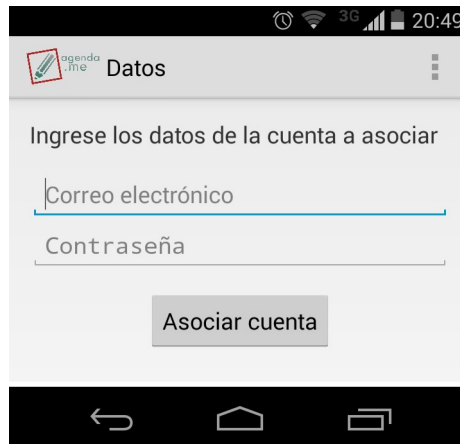 3G 20:49
agenda
.me
Datos
Ingrese los datos de la cuenta a asociar
Correo electrónico
Contraseña
Asociar cuenta